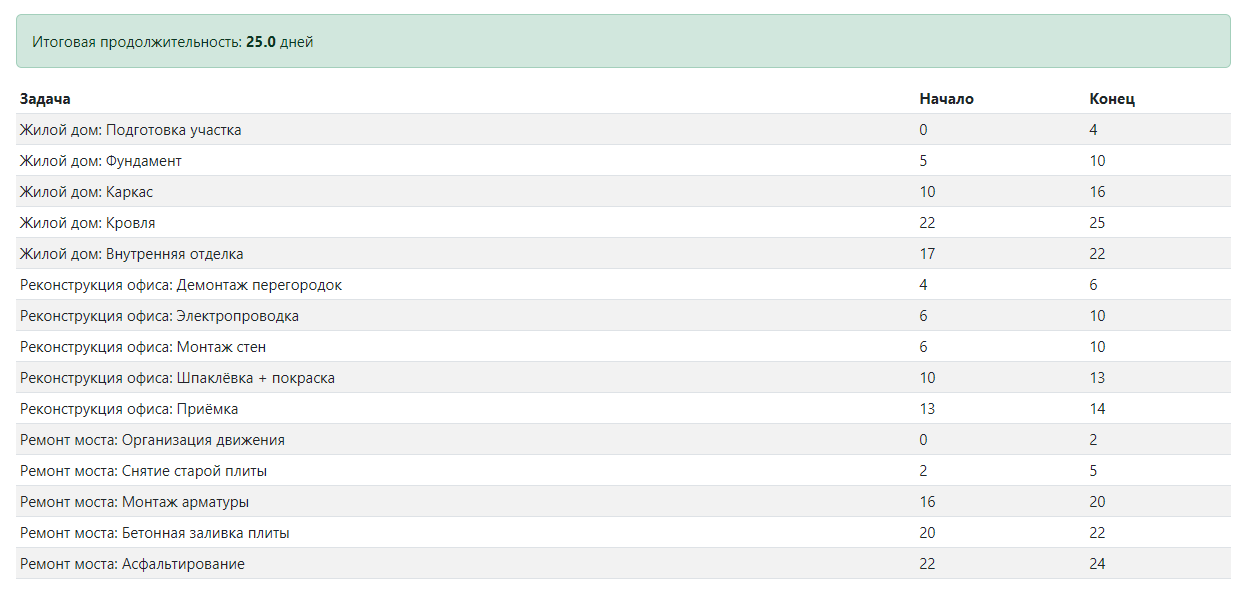 Итоговая продолжительность: 25.0 дней
Задача Начало Конец
Жилой дом: Подготовка участка 0 4
Жилой дом: Фундамент 5 10
Жилой дом: Каркас 10 16
Жилой дом: Кровля 22 25
Жилой дом: Внутренняя отделка 17 22
Реконструкция офиса: Демонтаж перегородок 4 6
Реконструкция офиса: Электропроводка 6 10
Реконструкция офиса: Монтаж стен 6 10
Реконструкция офиса: Шпаклёвка + покраска 10 13
Реконструкция офиса: Приёмка 13 14
Ремонт моста: Организация движения 0 2
Ремонт моста: Снятие старой плиты 2 5
Ремонт моста: Монтаж арматуры 16 20
Ремонт моста: Бетонная заливка плиты 20 22
Ремонт моста: Асфальтирование 22 24